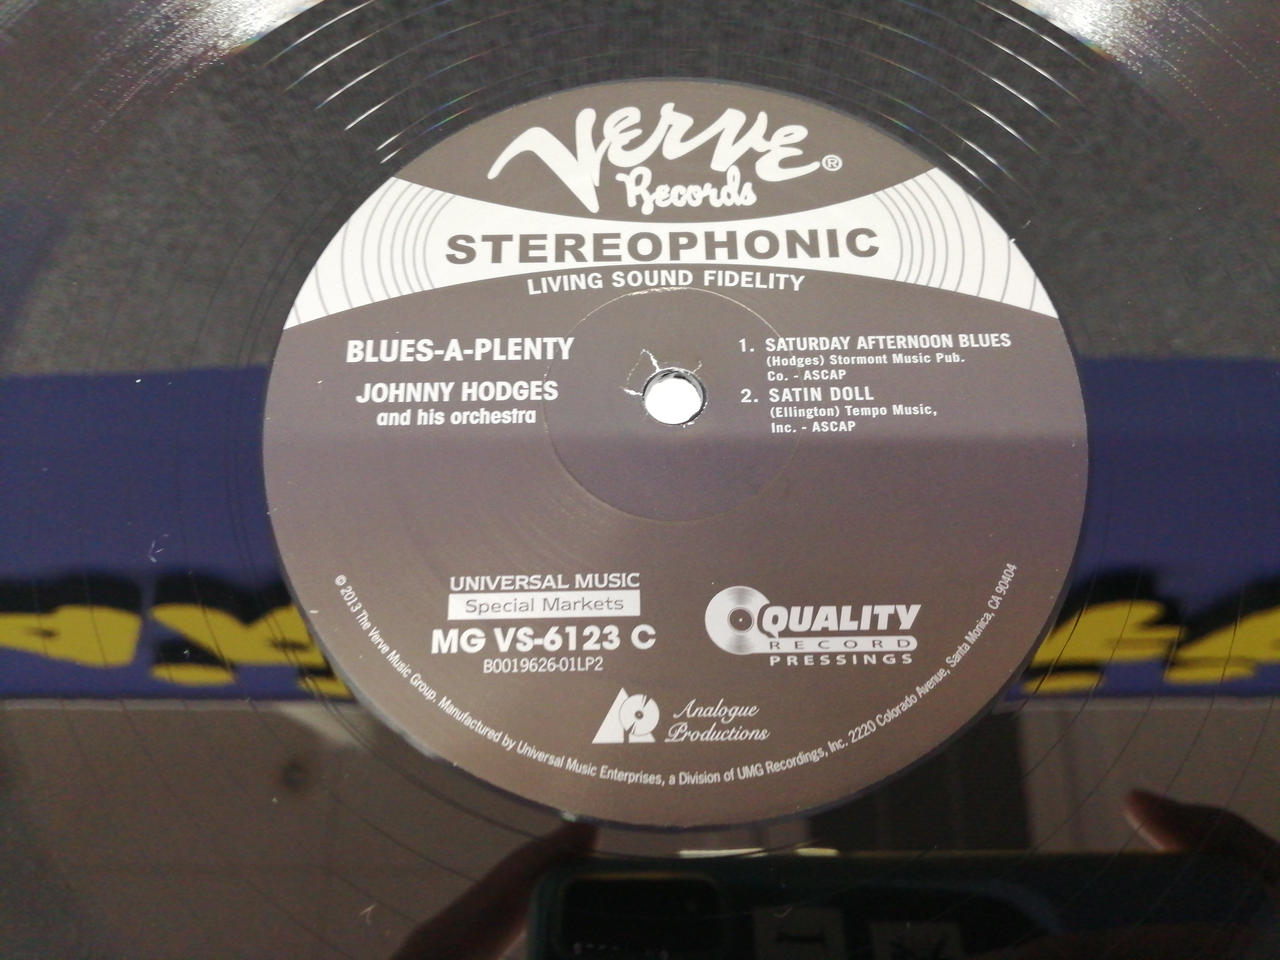 Verve®
Records
STEREOPHONIC
LIVING SOUND FIDELITY
BLUES-A-PLENTY
JOHNNY HODGES
and his orchestra
1. SATURDAY AFTERNOON BLUES
(Hodges) Stormont Music Pub.
Co. - ASCAP
2. SATIN DOLL
(Ellington) Tempo Music,
Inc. - ASCAP
UNIVERSAL MUSIC
Special Markets
MG VS-6123 C
B0019626-01LP2
QUALITY
RECORD
PRESSINGS
Analogue
Productions
© 2013 The Verve Music Group. Manufactured by Universal Music Enterprises, a Division of UMG Recordings, Inc. 2220 Colorado Avenue, Santa Monica, CA 90404